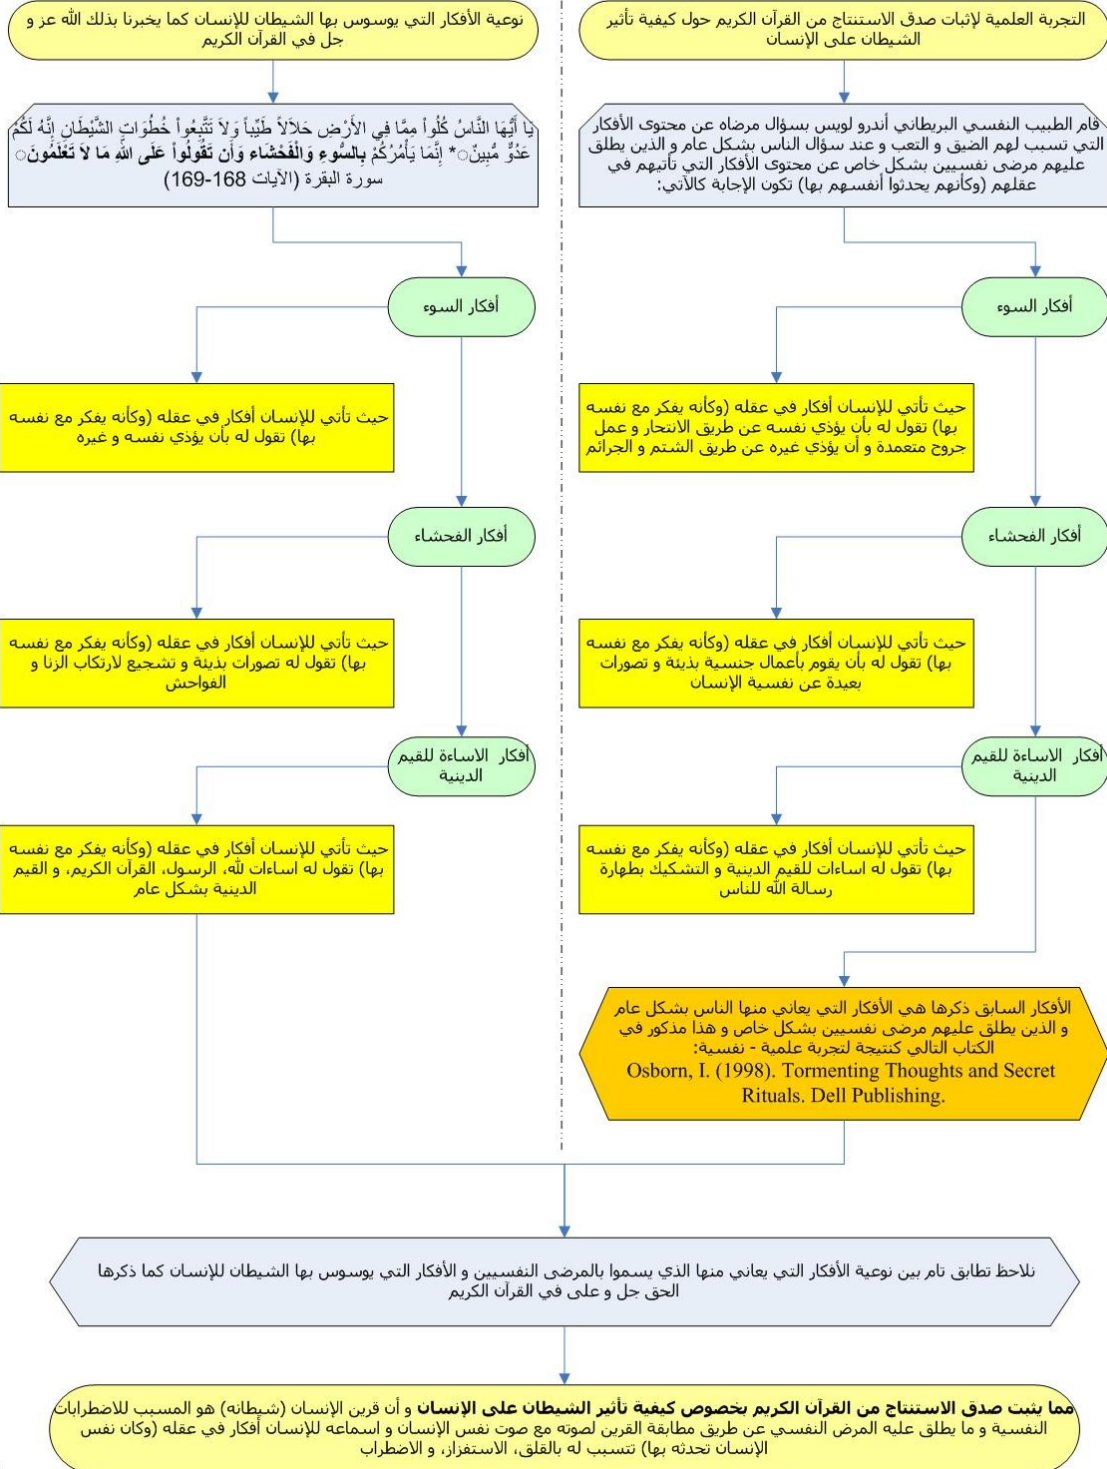 التجربة العلمية لإثبات صدق الاستنتاج من القرآن الكريم حول كيفية تأثير
الشيطان على الإنسان
قام الطبيب النفسي البريطاني أندرو لويس بسؤال مرضاه عن محتوى الأفكار
التي تسبب لهم الضيق و التعب و عند سؤال الناس بشكل عام و الذين يطلق
عليهم مرضى نفسيين بشكل خاص عن محتوى الأفكار التي تأتيهم في
عقلهم (وكأنهم يحدثوا أنفسهم بها) تكون الإجابة كالآتي:
أفكار السوء
حيث تأتي للإنسان أفكار في عقله (وكأنه يفكر مع نفسه
بها) تقول له بأن يؤذي نفسه عن طريق الانتحار و عمل
جروح متعمدة و أن يؤذي غيره عن طريق الشتم و الجرائم
أفكار الفحشاء
حيث تأتي للإنسان أفكار في عقله (وكأنه يفكر مع نفسه
بها) تقول له بأن يقوم بأعمال جنسية بذيئة و تصورات
بعيدة عن نفسية الإنسان
أفكار الاساءة للقيم
الدينية
حيث تأتي للإنسان أفكار في عقله (وكأنه يفكر مع نفسه
بها) تقول له اساءات للقيم الدينية و التشكيك بطهارة
رسالة الله للناس
الأفكار السابق ذكرها هي الأفكار التي يعاني منها الناس بشكل عام
و الذين يطلق عليهم مرضى نفسيين بشكل خاص و هذا مذكور في
الكتاب التالي كنتيجة لتجربة علمية - نفسية:
Osborn, I. (1998). Tormenting Thoughts and Secret
Rituals. Dell Publishing.
نوعية الأفكار التي يوسوس بها الشيطان للإنسان كما يخبرنا بذلك الله عز و
جل في القرآن الكريم
يَا أَيُّهَا النَّاسُ كُلُواْ مِمَّا فِي الأَرْضِ حَلاَلاً طَيِّباً وَلاَ تَتَّبِعُواْ خُطُوَاتِ الشَّيْطَانِ إِنَّهُ لَكُمْ
عَدُوٌّ مُّبِينٌ* إِنَّمَا يَأْمُرُكُمْ بِالسُّوءِ وَالْفَحْشَاء وَأَن تَقُولُواْ عَلَى اللّهِ مَا لاَ تَعْلَمُونَ
سورة البقرة (الآيات 168-169)
أفكار السوء
حيث تأتي للإنسان أفكار في عقله (وكأنه يفكر مع نفسه
بها) تقول له بأن يؤذي نفسه و غيره
أفكار الفحشاء
حيث تأتي للإنسان أفكار في عقله (وكأنه يفكر مع نفسه
بها) تقول له تصورات بذيئة و تشجيع لارتكاب الزنا و
الفواحش
أفكار الاساءة للقيم
الدينية
حيث تأتي للإنسان أفكار في عقله (وكأنه يفكر مع نفسه
بها) تقول له اساءات لله، الرسول، القرآن الكريم، و القيم
الدينية بشكل عام
نلاحظ تطابق تام بين نوعية الأفكار التي يعاني منها الذي يسموا بالمرضى النفسيين و الأفكار التي يوسوس بها الشيطان للإنسان كما ذكرها
الحق جل و على في القرآن الكريم
مما يثبت صدق الاستنتاج من القرآن الكريم بخصوص كيفية تأثير الشيطان على الإنسان و أن قرين الإنسان (شيطانه) هو المسبب للاضطرابات
النفسية و ما يطلق عليه المرض النفسي عن طريق مطابقة القرين لصوته مع صوت نفس الإنسان و اسماعه للإنسان أفكار في عقله (وكان نفس
الإنسان تحدثه بها) تتسبب له بالقلق، الاستفزاز، و الاضطراب